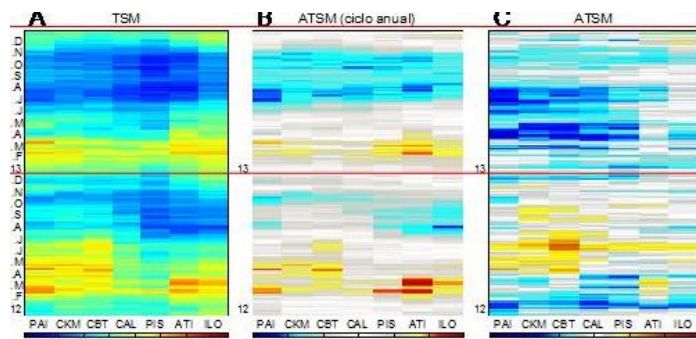 A TSM B ATSM (ciclo anual) C ATSM
.D
.N
.O
.S
.A
.J
.J
.M
.A
.M
.F
13 13 13
.D
.N
.O
.S
.A
.J
.J
.M
.A
.M
.F
12 12 12
PAI CKM CBT CAL PIS ATI ILO PAI CKM CBT CAL PIS ATI ILO PAI CKM CBT CAL PIS ATI ILO